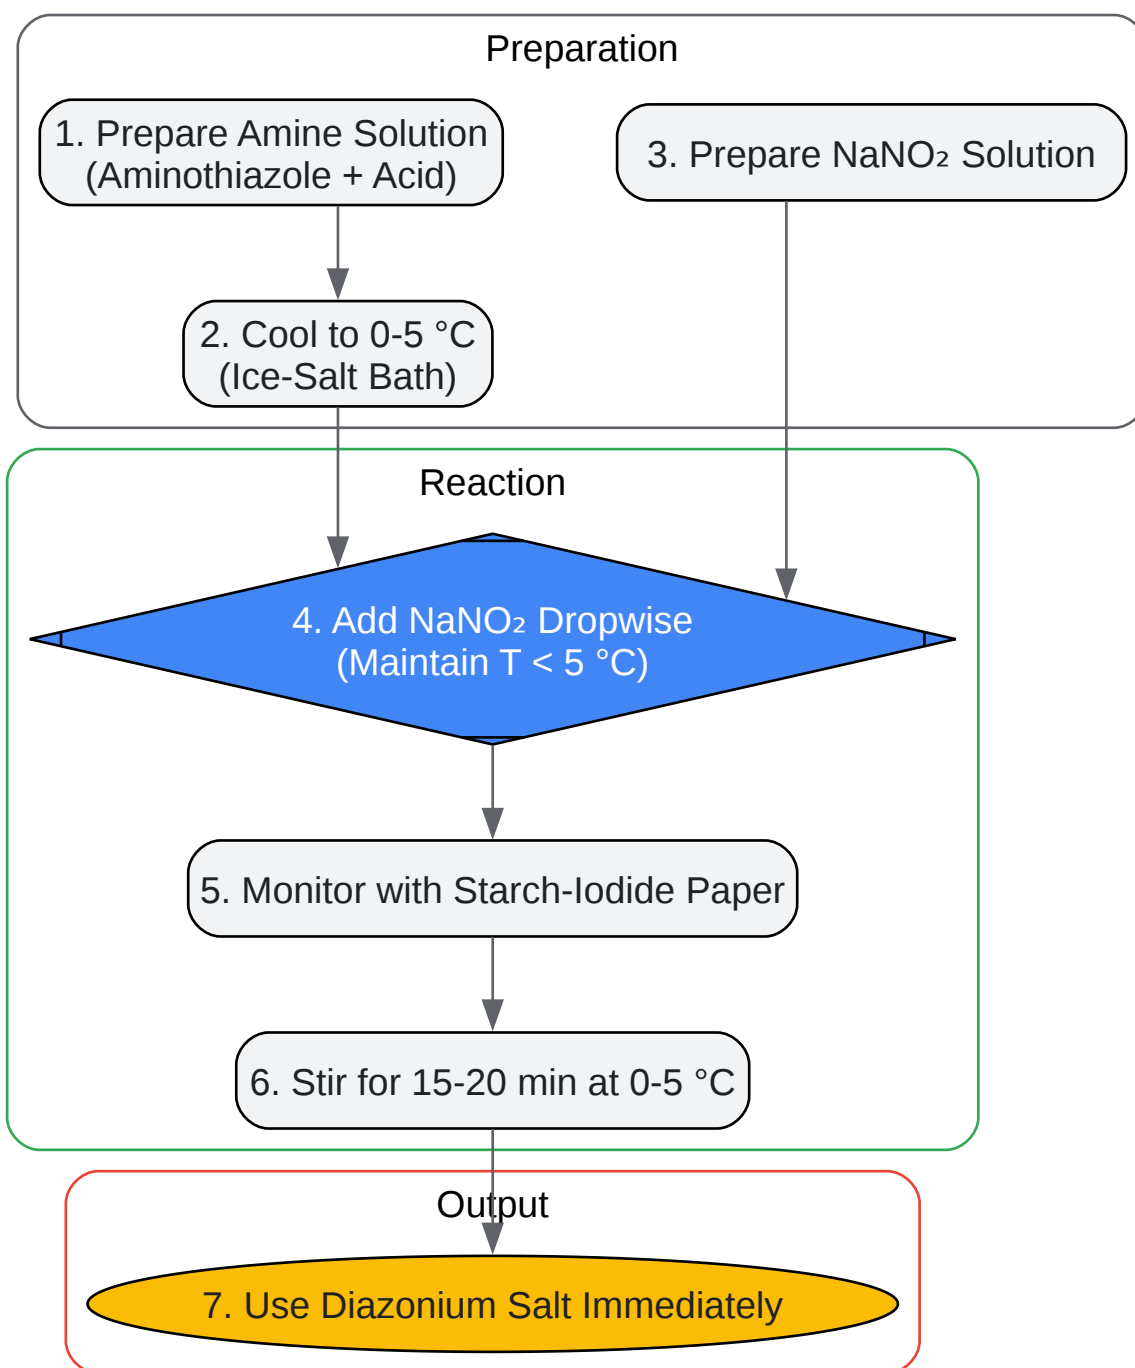 Preparation
1. Prepare Amine Solution
(Aminothiazole + Acid)
3. Prepare NaNO₂ Solution
2. Cool to 0-5 °C
(Ice-Salt Bath)
Reaction
4. Add NaNO₂ Dropwise
(Maintain T < 5 °C)
5. Monitor with Starch-Iodide Paper
6. Stir for 15-20 min at 0-5 °C
Output
7. Use Diazonium Salt Immediately